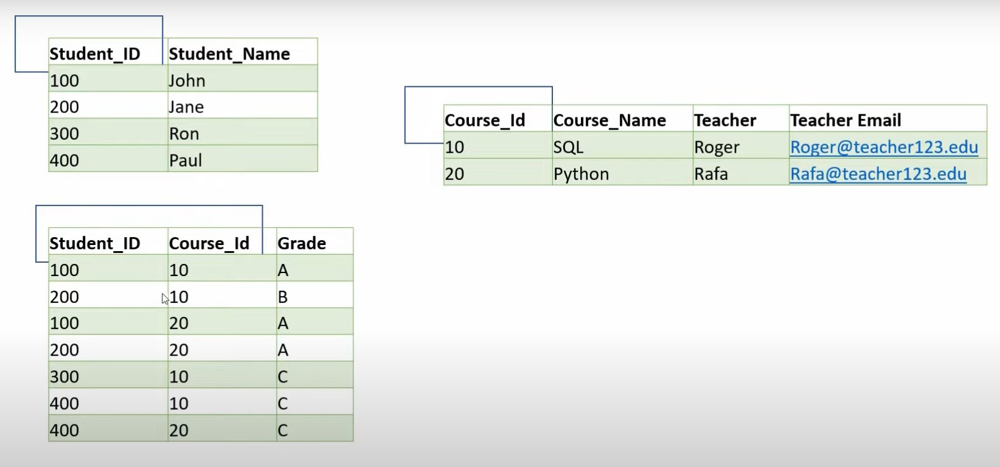 Student_ID Student_Name
100 John
200 Jane
300 Ron
400 Paul
Course_Id Course_Name Teacher Teacher Email
10 SQL Roger Roger@teacher123.edu
20 Python Rafa Rafa@teacher123.edu
Student_ID Course_Id Grade
100 10 A
200 10 B
100 20 A
200 20 A
300 10 C
400 10 C
400 20 C